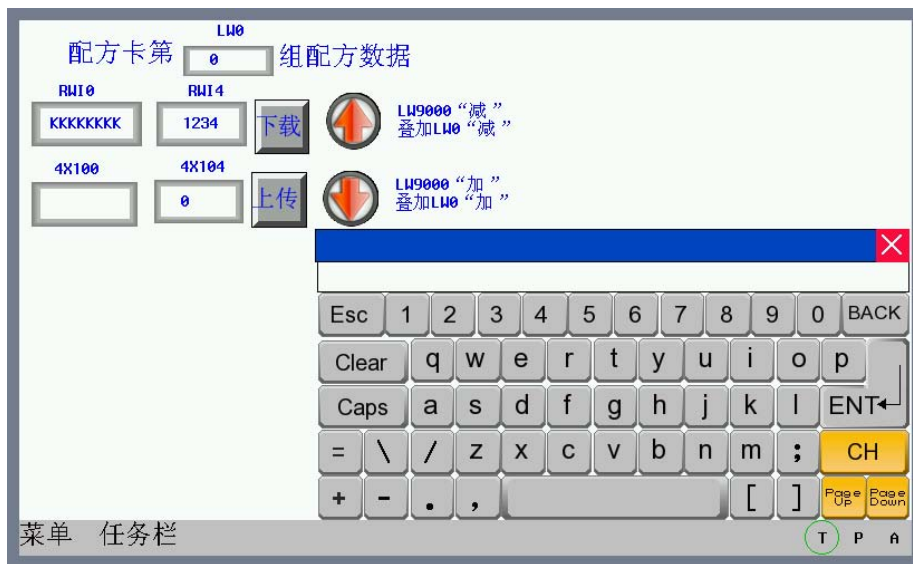 LW0
配方卡第 0 组配方数据
RWI0 RWI4
KKKKKKKK 1234 下载
LW9000 “减 ”
叠加LW0 “减 ”
4X100 4X104
0 上传
LW9000 “加 ”
叠加LW0 “加 ”
Esc 1 2 3 4 5 6 7 8 9 0 BACK
Clear q w e r t y u i o p
Caps a s d f g h j k l ENT
= \ / z x c v b n m ; CH
+ - . , [ ] Page Up Page Down
菜单 任务栏 T P A